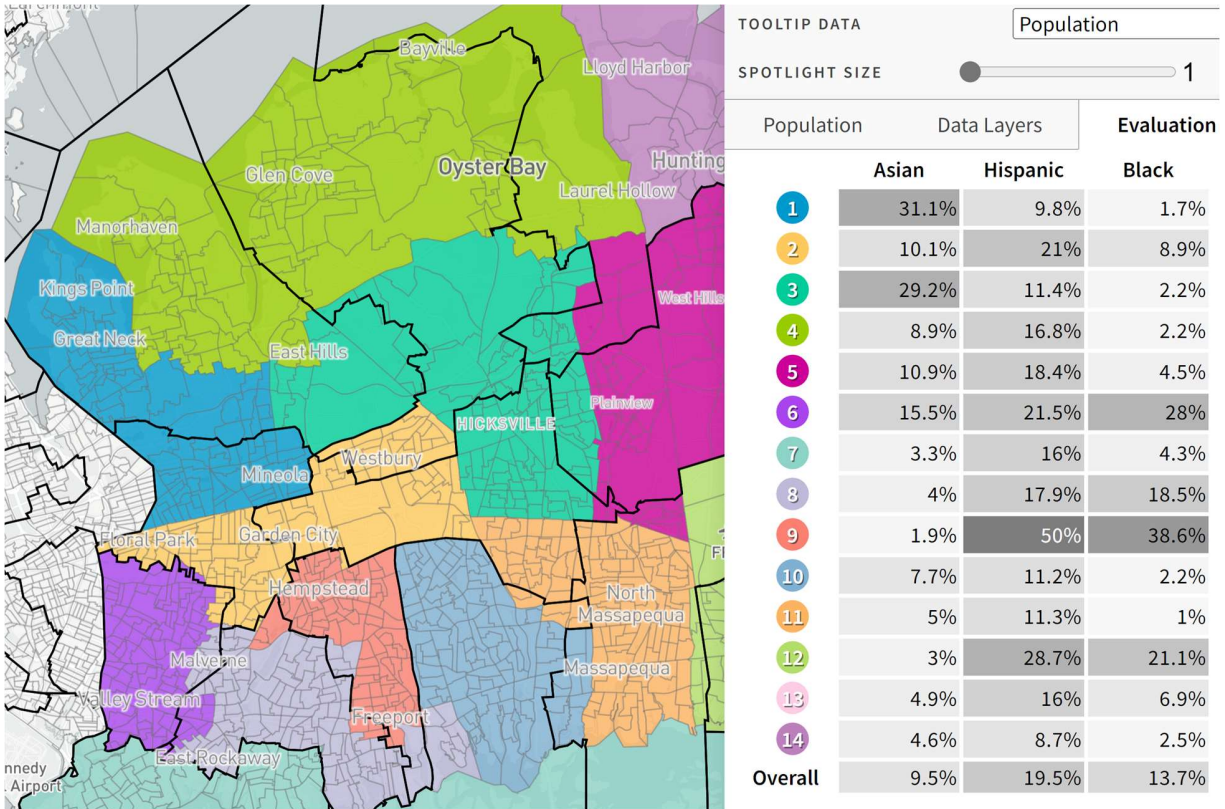 Larchmont
Bayville
Lloyd Harbor
Glen Cove
Oyster Bay
Hunting
Laurel Hollow
Manorhaven
Kings Point
West Hills
Great Neck
East Hills
Plainview
HICKSVILLE
Westbury
Mineola
Garden City
Floral Park
Hempstead
North
Massapequa
Malverne
Massapequa
Valley Stream
Freeport
East Rockaway
nnedy
Airport
TOOLTIP DATA Population
SPOTLIGHT SIZE 1
Population Data Layers Evaluation
Asian Hispanic Black
1 31.1% 9.8% 1.7%
2 10.1% 21% 8.9%
3 29.2% 11.4% 2.2%
4 8.9% 16.8% 2.2%
5 10.9% 18.4% 4.5%
6 15.5% 21.5% 28%
7 3.3% 16% 4.3%
8 4% 17.9% 18.5%
9 1.9% 50% 38.6%
10 7.7% 11.2% 2.2%
11 5% 11.3% 1%
12 3% 28.7% 21.1%
13 4.9% 16% 6.9%
14 4.6% 8.7% 2.5%
Overall 9.5% 19.5% 13.7%